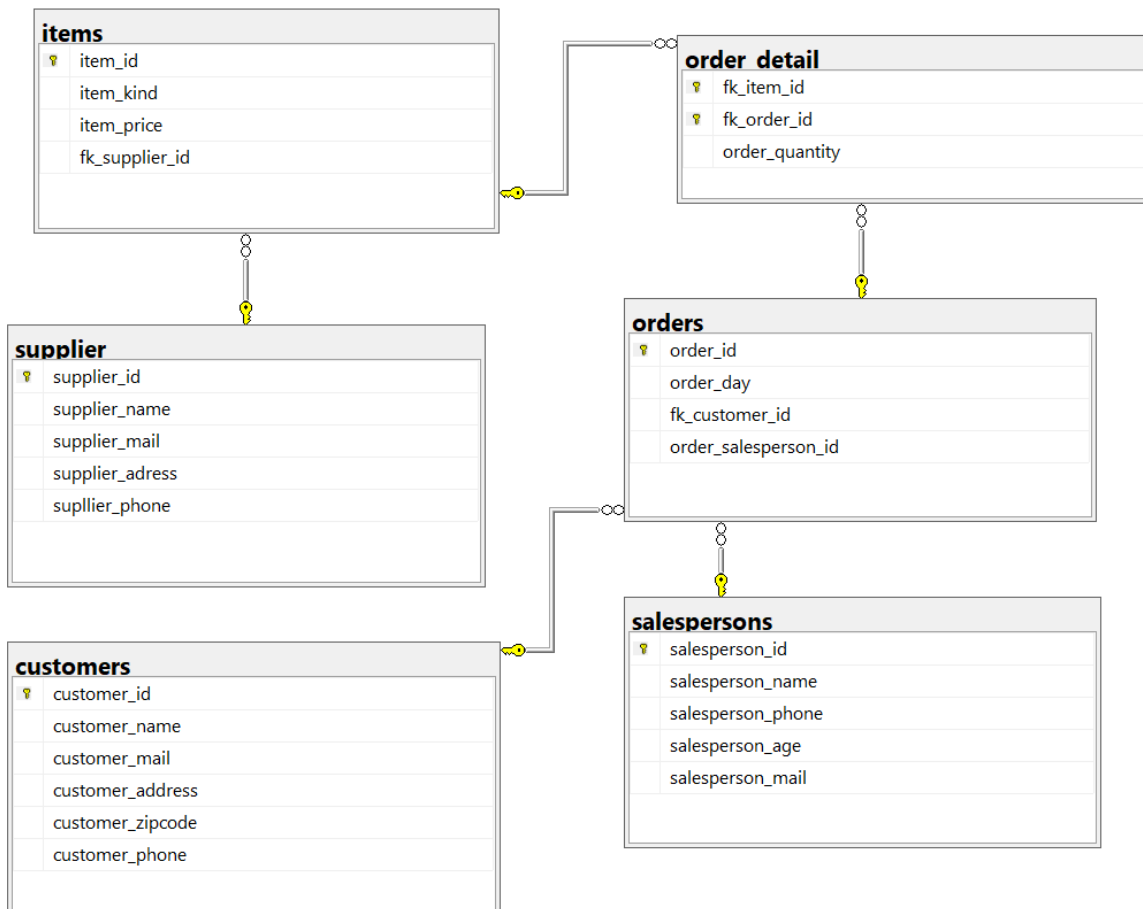 items
item_id
item_kind
item_price
fk_supplier_id
order_detail
fk_item_id
fk_order_id
order_quantity
supplier
supplier_id
supplier_name
supplier_mail
supplier_adress
supllier_phone
orders
order_id
order_day
fk_customer_id
order_salesperson_id
customers
customer_id
customer_name
customer_mail
customer_address
customer_zipcode
customer_phone
salespersons
salesperson_id
salesperson_name
salesperson_phone
salesperson_age
salesperson_mail